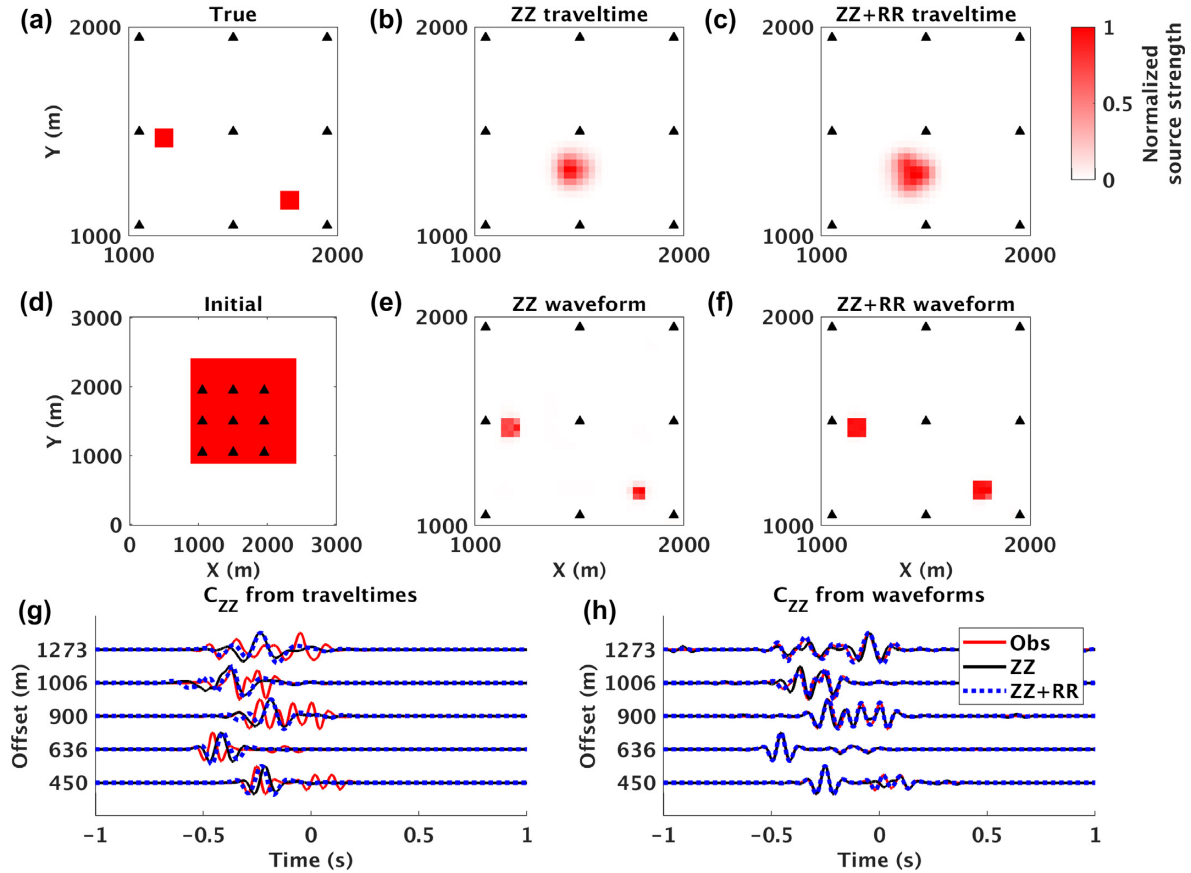 (a) True
(b) ZZ traveltime
(c) ZZ+RR traveltime
2000
1000
Y (m)
1000 2000
2000
1000
1000 2000
2000
1000
1000 2000
1
0.5
0
Normalized
source strength
(d) Initial
(e) ZZ waveform
(f) ZZ+RR waveform
3000
2000
1000
0
Y (m)
0 1000 2000 3000
X (m)
2000
1000
1000 2000
X (m)
2000
1000
1000 2000
X (m)
(g) CZZ from traveltimes
1273
1006
900
636
450
Offset (m)
-1 -0.5 0 0.5 1
Time (s)
(h) CZZ from waveforms
Obs
ZZ
ZZ+RR
1273
1006
900
636
450
Offset (m)
-1 -0.5 0 0.5 1
Time (s)